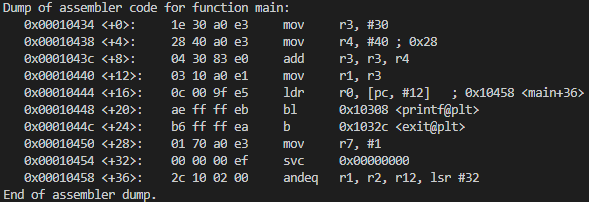 Dump of assembler code for function main:
   0x00010434 <+0>:     1e 30 a0 e3     mov     r3, #30
   0x00010438 <+4>:     28 40 a0 e3     mov     r4, #40 ; 0x28
   0x0001043c <+8>:     04 30 83 e0     add     r3, r3, r4
   0x00010440 <+12>:    03 10 a0 e1     mov     r1, r3
   0x00010444 <+16>:    0c 00 9f e5     ldr     r0, [pc, #12]   ; 0x10458 <main+36>
   0x00010448 <+20>:    ae ff ff eb     bl      0x10308 <printf@plt>
   0x0001044c <+24>:    b6 ff ff ea     b       0x1032c <exit@plt>
   0x00010450 <+28>:    01 70 a0 e3     mov     r7, #1
   0x00010454 <+32>:    00 00 00 ef     svc     0x00000000
   0x00010458 <+36>:    2c 10 02 00     andeq   r1, r2, r12, lsr #32
End of assembler dump.